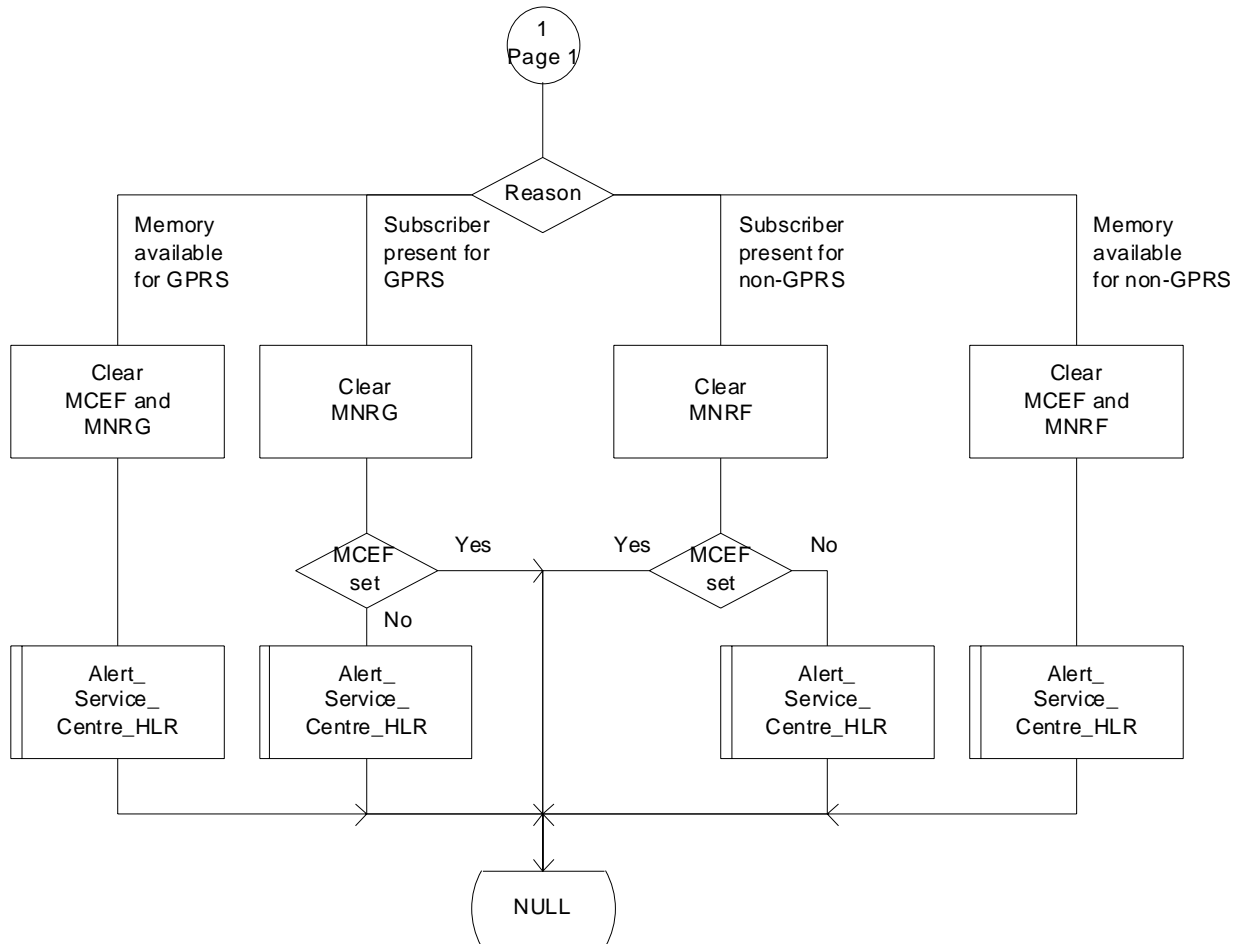 1
Page 1
Reason
Memory
available
for GPRS
Subscriber
present for
GPRS
Subscriber
present for
non-GPRS
Memory
available
for non-GPRS
Clear
MCEF and
MNRG
Clear
MNRG
Clear
MNRF
Clear
MCEF and
MNRF
MCEF
set
Yes
No
Yes
MCEF
set
No
Alert_
Service_
Centre_HLR
Alert_
Service_
Centre_HLR
Alert_
Service_
Centre_HLR
Alert_
Service_
Centre_HLR
NULL